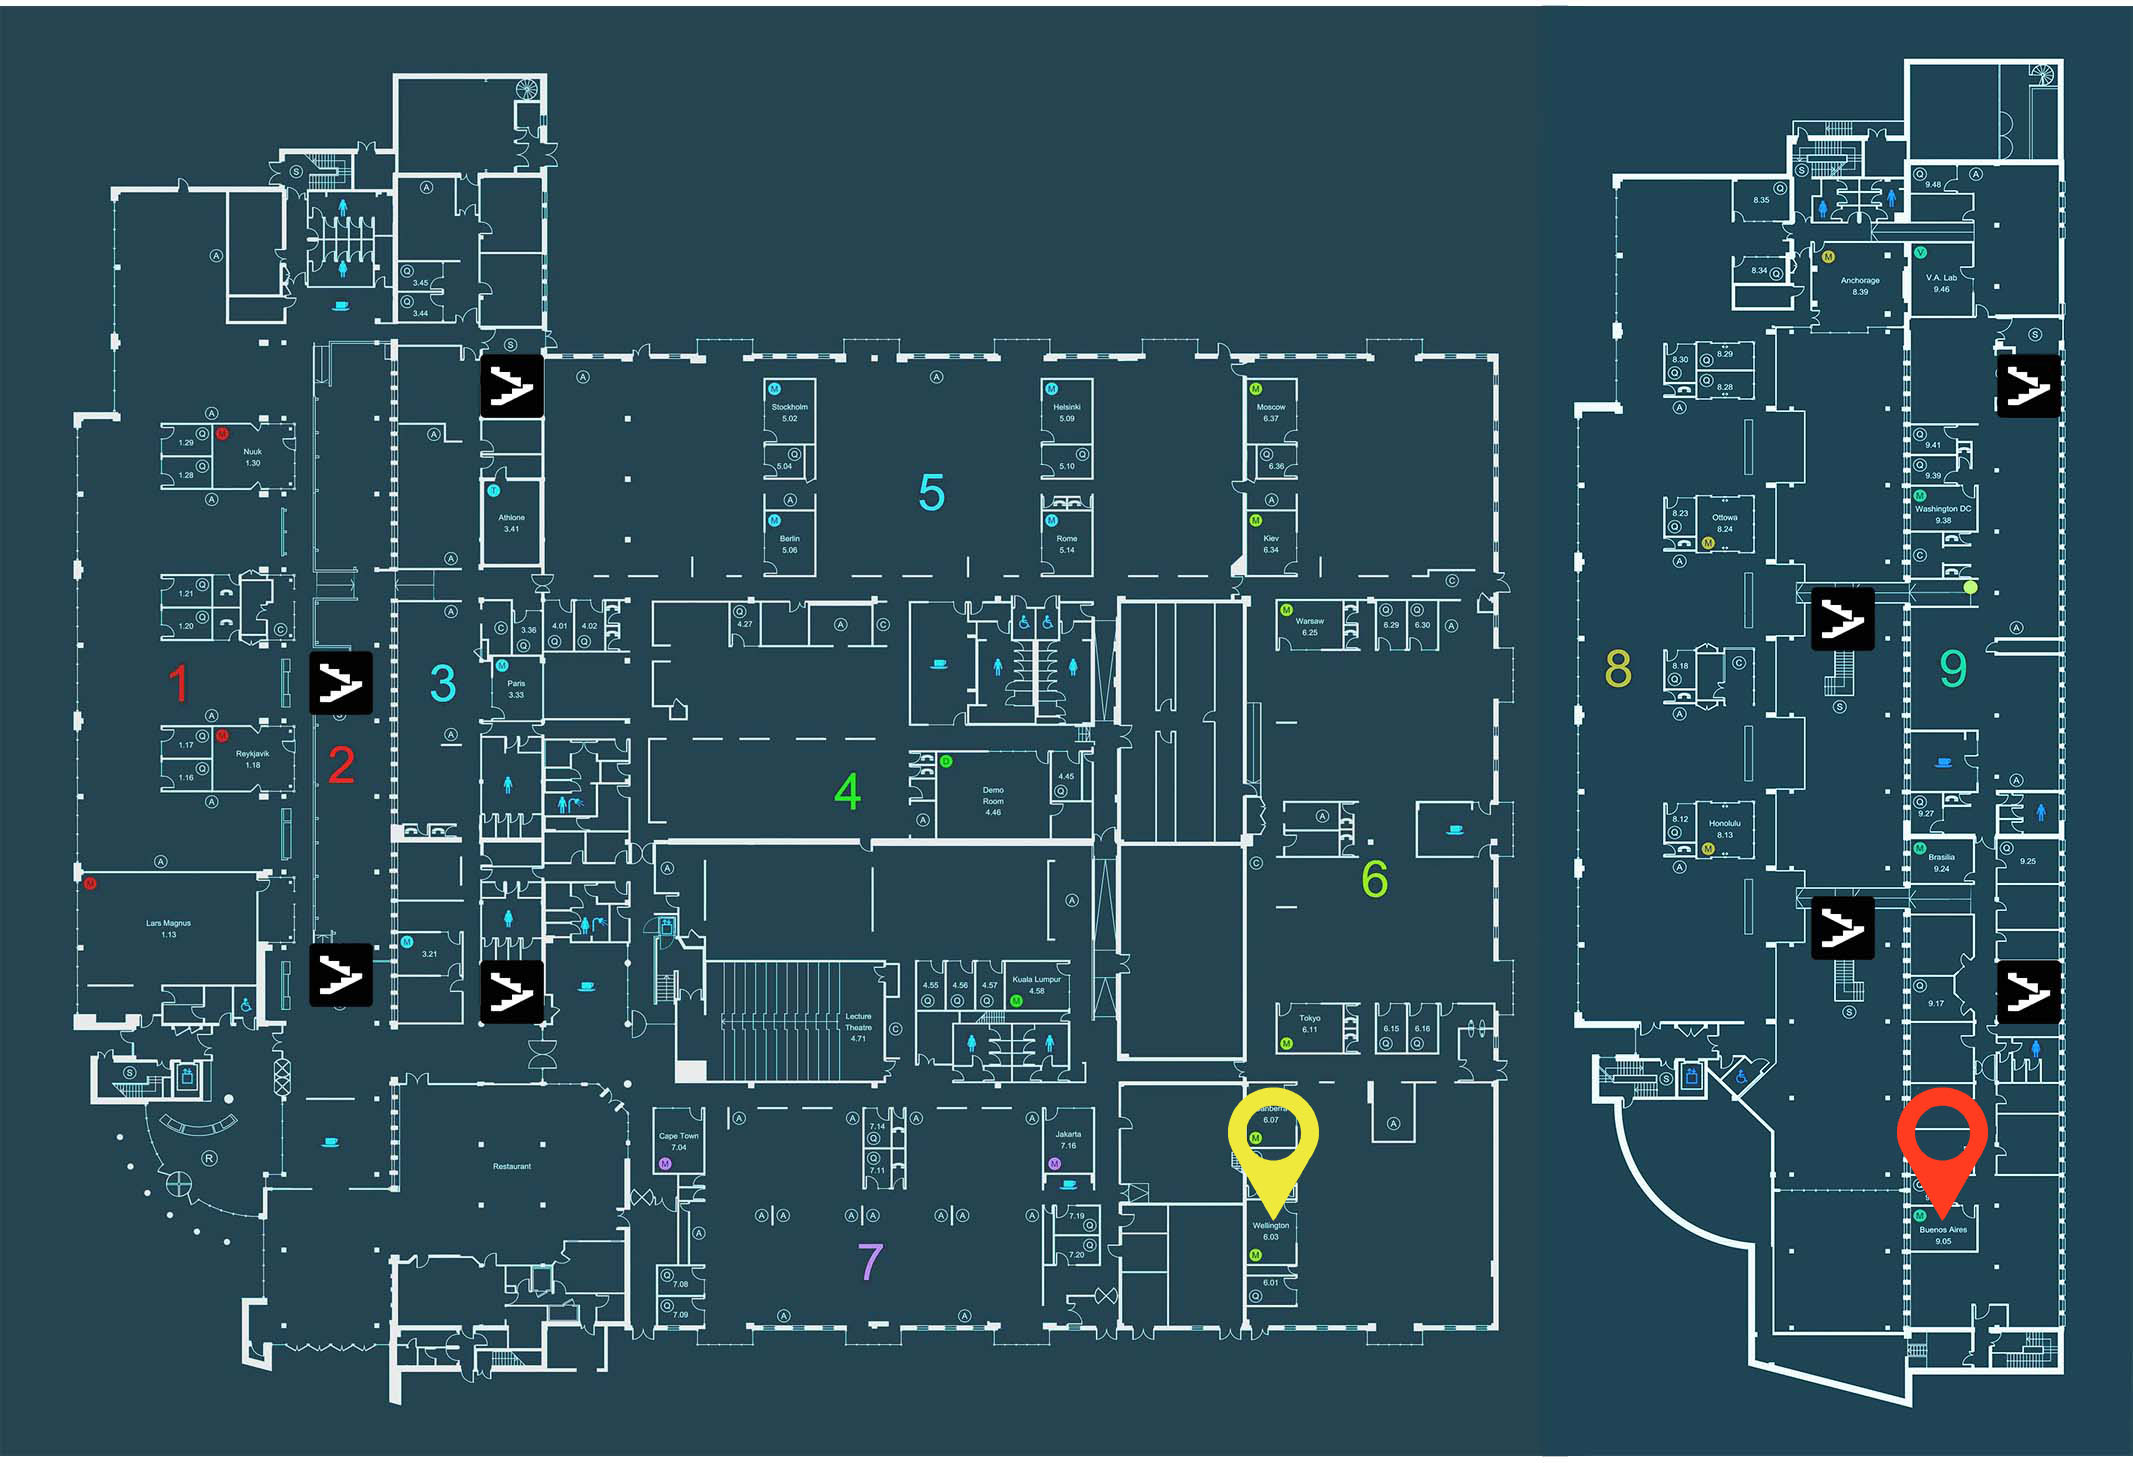 S
A
Q 3.45
Q 3.44
A
S
A
Q 1.29
M
Nuuk
1.30
Q 1.28
A
A
T
Athlone
3.41
A
1
2
3
Q 1.21
Q 1.20
C
A
C
3.36
Q
4.01
Q
4.02
Q
M
Paris
3.33
A
A
Q 1.17
M
Reykjavik
1.18
Q 1.16
A
A
M
Lars Magnus
1.13
M
3.21
S
R
Restaurant
A
A
5
M
Stockholm
5.02
Q
5.04
A
M
Berlin
5.06
M
Helsinki
5.09
Q
5.10
M
Rome
5.14
M
Moscow
6.37
Q
6.36
A
M
Kiev
6.34
C
Q
4.27
A
C
4
D
Demo
Room
4.46
4.45
Q
A
A
A
4.55
Q
4.56
Q
4.57
Q
Kuala Lumpur
4.58
M
Lecture
Theatre
4.71
C
M
Warsaw
6.25
6.29
Q
6.30
Q
A
A
C
6
Tokyo
6.11
M
6.15
Q
6.16
Q
6.07
M
A
Wellington
6.03
M
6.01
Q
Cape Town
7.04
M
A
A
7.14
Q
7.11
Q
A
A
Jakarta
7.16
M
A
A A
A A
A A
A
7.19
Q
7.20
Q
7
Q
7.08
Q
7.09
A
A
S
Q
8.35
8.34
Q
M
Anchorage
8.39
Q
9.48
A
V
V.A. Lab
9.46
S
8.30
Q
8.29
Q
8.28
Q
A
8.23
Q
Ottowa
8.24
M
A
8
8.18
Q
C
A
8.12
Q
Honolulu
8.13
M
A
S
S
S
Q
9.41
Q
9.39
M
Washington DC
9.38
C
A
9
A
Q
9.27
M
Brasilia
9.24
Q
9.25
Q
9.17
Q
M
Buenos Aires
9.05